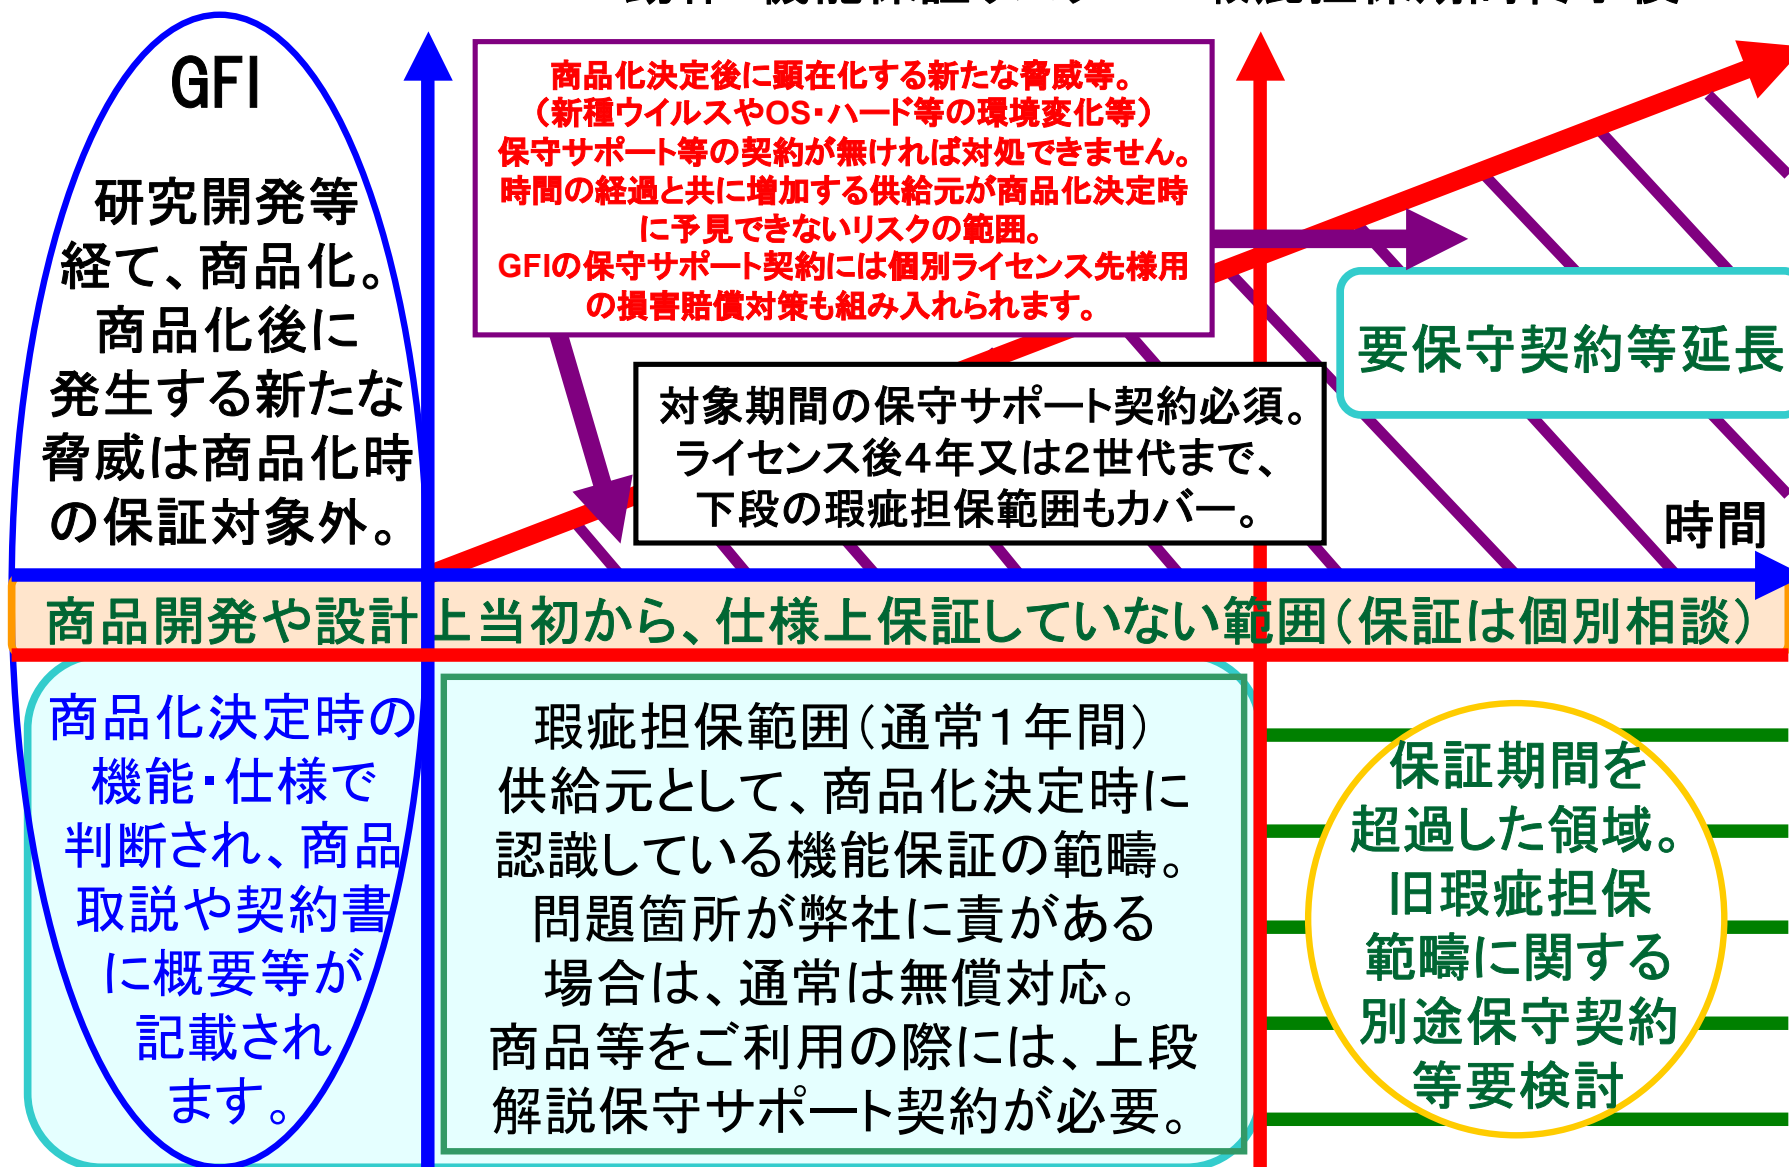 GFI
研究開発等
経て、商品化。
商品化後に
発生する新たな
脅威は商品化時
の保証対象外。
商品化決定後に顕在化する新たな脅威等。
（新種ウイルスやOS・ハード等の環境変化等）
保守サポート等の契約が無ければ対処できません。
時間の経過と共に増加する供給元が商品化決定時
に予見できないリスクの範囲。
GFIの保守サポート契約には個別ライセンス先様用
の損害賠償対策も組み入れられます。
要保守契約等延長
対象期間の保守サポート契約必須。
ライセンス後４年又は２世代まで、
下段の瑕疵担保範囲もカバー。
時間
商品開発や設計上当初から、仕様上保証していない範囲（保証は個別相談）
商品化決定時の
機能・仕様で
判断され、商品
取説や契約書
に概要等が
記載され
ます。
瑕疵担保範囲（通常１年間）
供給元として、商品化決定時に
認識している機能保証の範疇。
問題箇所が弊社に責がある
場合は、通常は無償対応。
商品等をご利用の際には、上段
解説保守サポート契約が必要。
保証期間を
超過した領域。
旧瑕疵担保
範疇に関する
別途保守契約
等要検討